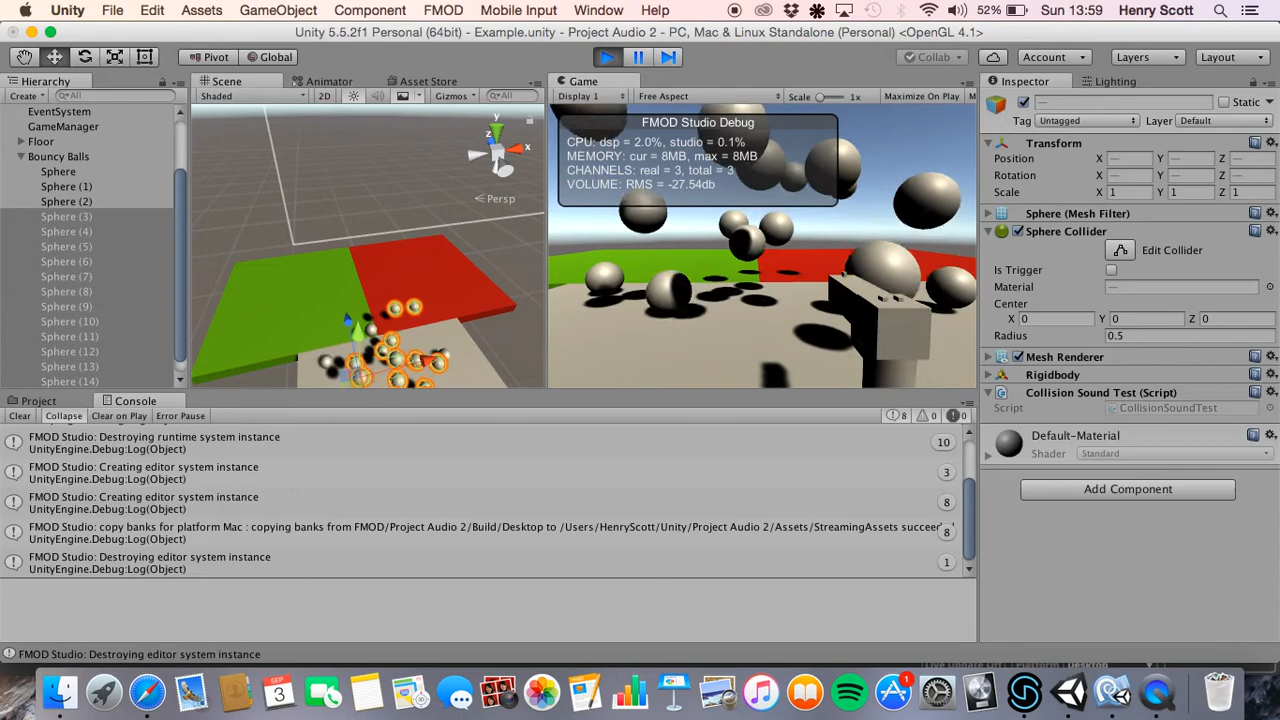 Unity File Edit Assets GameObject Component FMOD Mobile Input Window Help 52% Sun 13:59 Henry Scott
Unity 5.5.2f1 Personal (64bit) - Example.unity - Project Audio 2 - PC, Mac & Linux Standalone (Personal) <OpenGL 4.1>
Pivot Global Collab Account Layers Layout
Hierarchy Scene Animator Asset Store Game Inspector Lighting
Create All Shaded 2D Gizmos All Display 1 Free Aspect Scale 1x Maximize On Play M
EventSystem
GameManager
Floor
Bouncy Balls
Sphere
Sphere (1)
Sphere (2)
Sphere (3)
Sphere (4)
Sphere (5)
Sphere (6)
Sphere (7)
Sphere (8)
Sphere (9)
Sphere (10)
Sphere (11)
Sphere (12)
Sphere (13)
Sphere (14)
y
z
x
Persp
FMOD Studio Debug
CPU: dsp = 2.0%, studio = 0.1%
MEMORY: cur = 8MB, max = 8MB
CHANNELS: real = 3, total = 3
VOLUME: RMS = -27.54db
— Static
Tag Untagged Layer Default
Transform
Position X — Y — Z —
Rotation X — Y — Z —
Scale X 1 Y 1 Z 1
Sphere (Mesh Filter)
Sphere Collider
Edit Collider
Is Trigger
Material —
Center
X 0 Y 0 Z 0
Radius 0.5
Mesh Renderer
Rigidbody
Collision Sound Test (Script)
Script CollisionSoundTest
Default-Material
Shader Standard
Add Component
Project Console
Clear Collapse Clear on Play Error Pause 8 0 0
FMOD Studio: Destroying runtime system instance
UnityEngine.Debug:Log(Object)
10
FMOD Studio: Creating editor system instance
UnityEngine.Debug:Log(Object)
3
FMOD Studio: Creating editor system instance
UnityEngine.Debug:Log(Object)
8
FMOD Studio: copy banks for platform Mac : copying banks from FMOD/Project Audio 2/Build/Desktop to /Users/HenryScott/Unity/Project Audio 2/Assets/StreamingAssets succeed
UnityEngine.Debug:Log(Object)
8
FMOD Studio: Destroying editor system instance
UnityEngine.Debug:Log(Object)
1
FMOD Studio: Destroying editor system instance
Live Update Off Platform Desktop
SEP
3
1